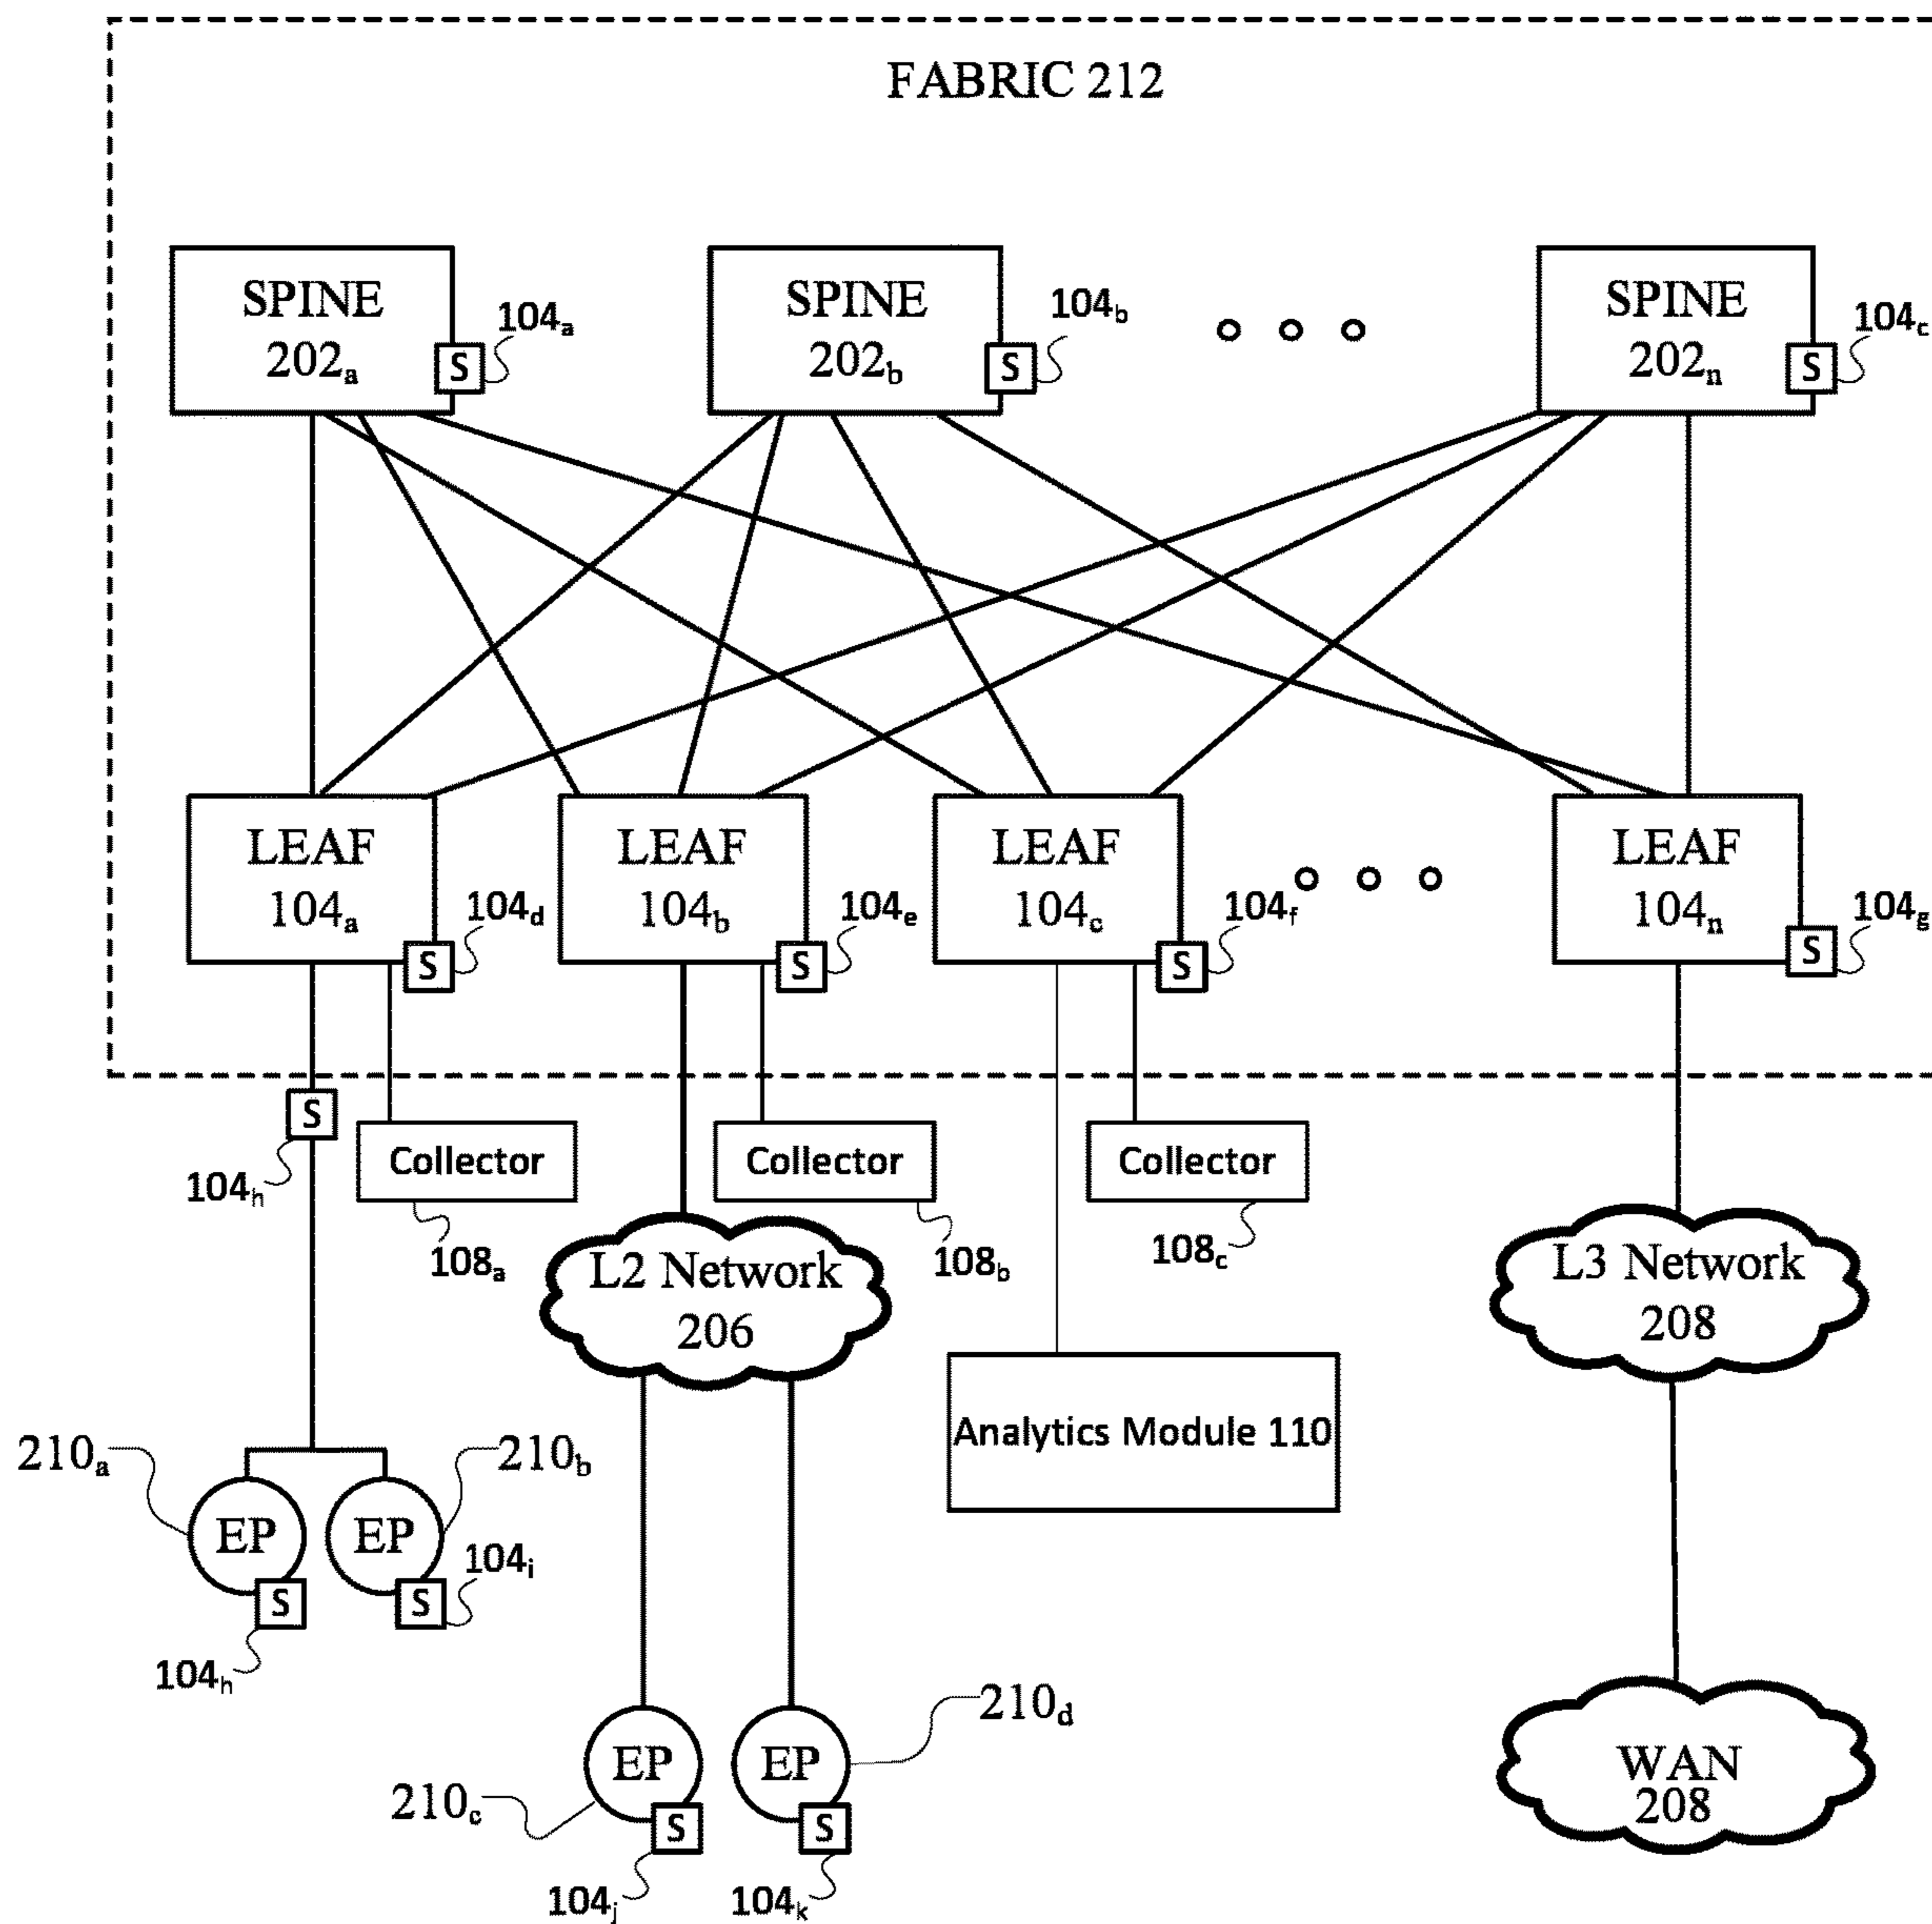 FABRIC 212
SPINE
202a
S
104a
SPINE
202b
S
104b
SPINE
202n
S
104c
LEAF
104a
S
104d
LEAF
104b
S
104e
LEAF
104c
S
104f
LEAF
104n
S
104g
S
104h
Collector
108a
Collector
108b
Collector
108c
L2 Network
206
L3 Network
208
Analytics Module 110
210a
EP
S
104h
210b
EP
S
104i
210c
EP
S
104j
210d
EP
S
104k
WAN
208